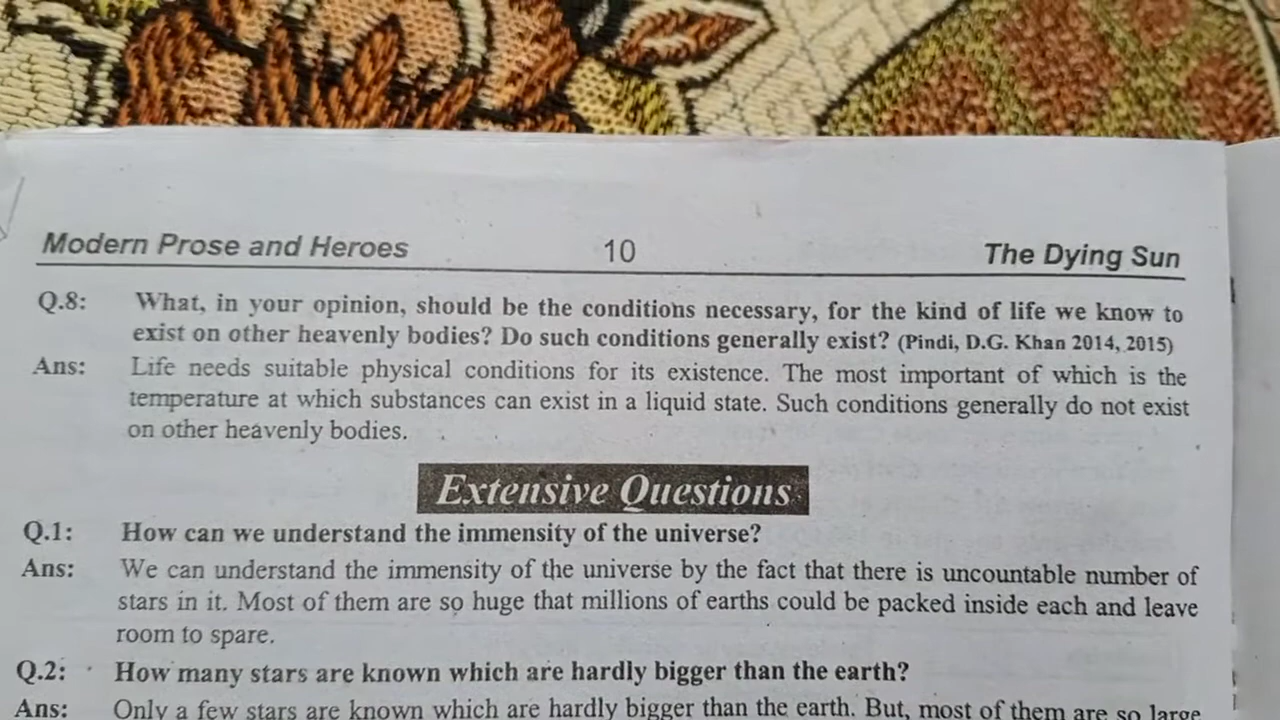 Modern Prose and Heroes 10 The Dying Sun
Q.8: What, in your opinion, should be the conditions necessary, for the kind of life we know to
exist on other heavenly bodies? Do such conditions generally exist? (Pindi, D.G. Khan 2014, 2015)
Ans: Life needs suitable physical conditions for its existence. The most important of which is the
temperature at which substances can exist in a liquid state. Such conditions generally do not exist
on other heavenly bodies.
Extensive Questions
Q.1: How can we understand the immensity of the universe?
Ans: We can understand the immensity of the universe by the fact that there is uncountable number of
stars in it. Most of them are so huge that millions of earths could be packed inside each and leave
room to spare.
Q.2: How many stars are known which are hardly bigger than the earth?
Ans: Only a few stars are known which are hardly bigger than the earth. But, most of them are so large